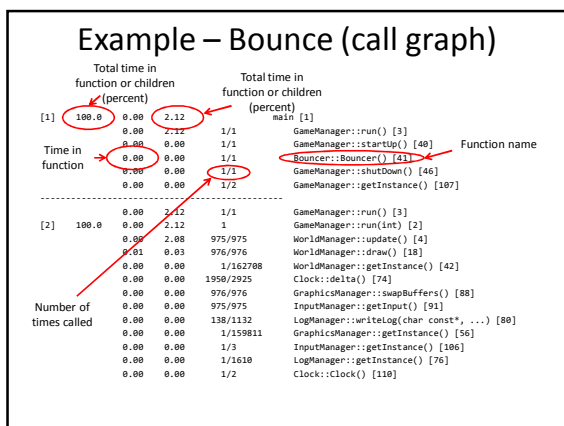 Example – Bounce (call graph)
Total time in
function or children
(percent)
Total time in
function or children
(percent)
[1] 100.0 0.00 2.12 main [1]
0.00 2.12 1/1 GameManager::run() [3]
0.00 0.00 1/1 GameManager::startUp() [40]
Time in
function
Function name
0.00 0.00 1/1 Bouncer::Bouncer() [41]
0.00 0.00 1/1 GameManager::shutDown() [46]
0.00 0.00 1/2 GameManager::getInstance() [107]
-----------------------------------------------
0.00 2.12 1/1 GameManager::run() [3]
[2] 100.0 0.00 2.12 1 GameManager::run(int) [2]
0.00 2.08 975/975 WorldManager::update() [4]
0.01 0.03 976/976 WorldManager::draw() [18]
0.00 0.00 1/162708 WorldManager::getInstance() [42]
0.00 0.00 1950/2925 Clock::delta() [74]
0.00 0.00 976/976 GraphicsManager::swapBuffers() [88]
0.00 0.00 975/975 InputManager::getInput() [91]
Number of
times called
0.00 0.00 138/1132 LogManager::writeLog(char const*, ...) [80]
0.00 0.00 1/159811 GraphicsManager::getInstance() [56]
0.00 0.00 1/3 InputManager::getInstance() [106]
0.00 0.00 1/1610 LogManager::getInstance() [76]
0.00 0.00 1/2 Clock::Clock() [110]